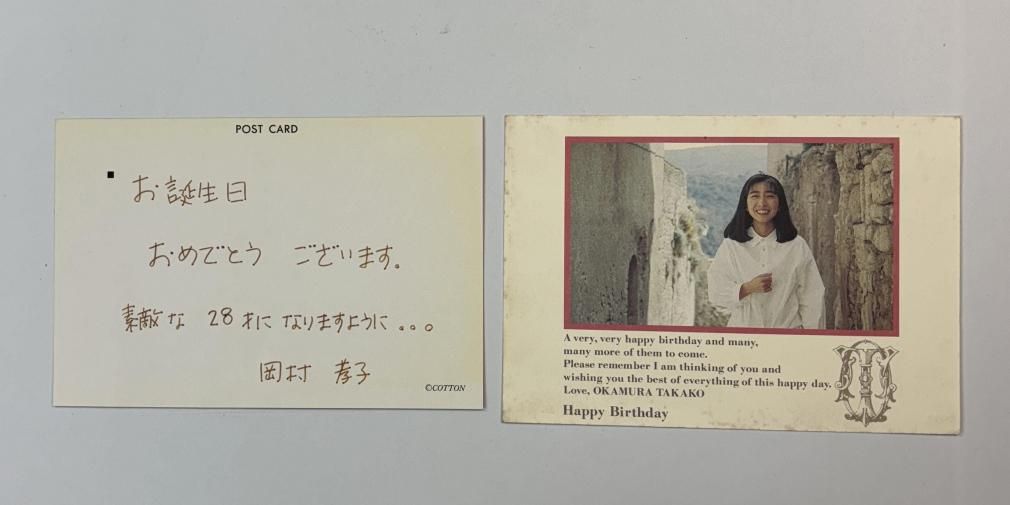 POST CARD
お誕生日
おめでとう ございます。
素敵な 28才に なりますように。。。
岡村 孝子
©COTTON
A very, very happy birthday and many,
many more of them to come.
Please remember I am thinking of you and
wishing you the best of everything of this happy day.
Love, OKAMURA TAKAKO
Happy Birthday